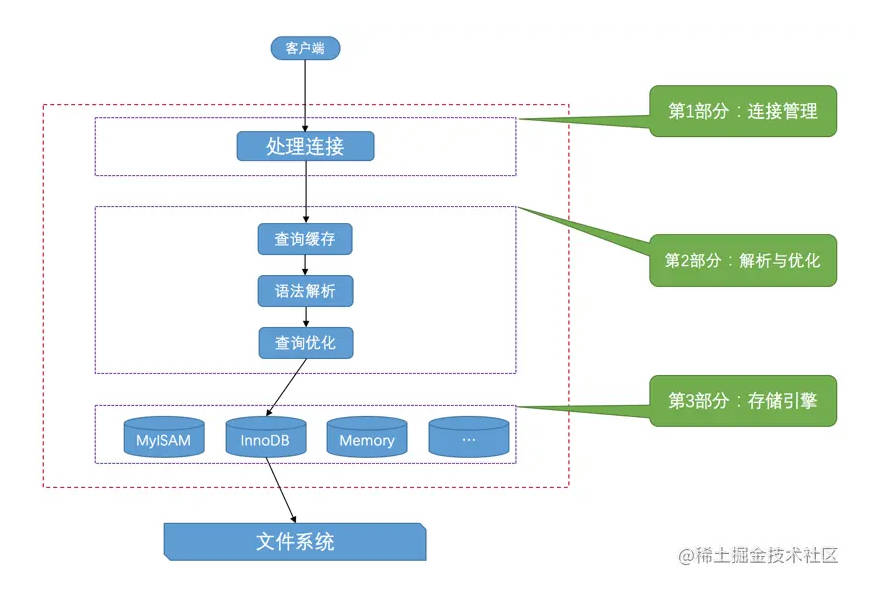 客户端
处理连接
第1部分：连接管理
查询缓存
语法解析
查询优化
第2部分：解析与优化
MyISAM
InnoDB
Memory
...
第3部分：存储引擎
文件系统
@稀土掘金技术社区